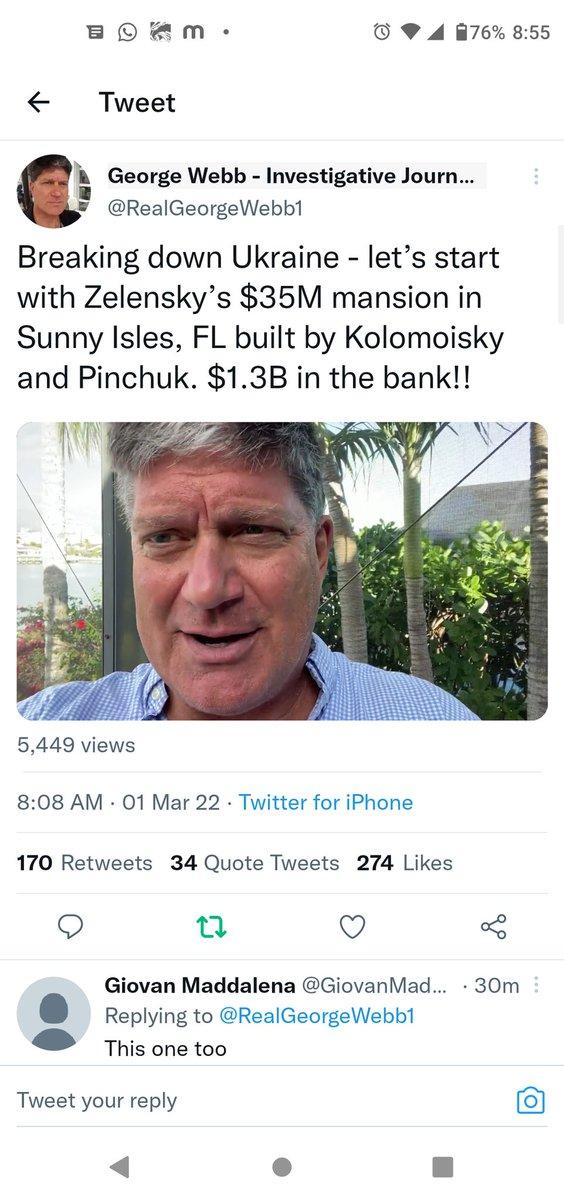 76% 8:55
Tweet
George Webb - Investigative Journ...
@RealGeorgeWebb1
Breaking down Ukraine - let’s start
with Zelensky’s $35M mansion in
Sunny Isles, FL built by Kolomoisky
and Pinchuk. $1.3B in the bank!!
5,449 views
8:08 AM · 01 Mar 22 · Twitter for iPhone
170 Retweets 34 Quote Tweets 274 Likes
Giovan Maddalena @GiovanMad... · 30m
Replying to @RealGeorgeWebb1
This one too
Tweet your reply